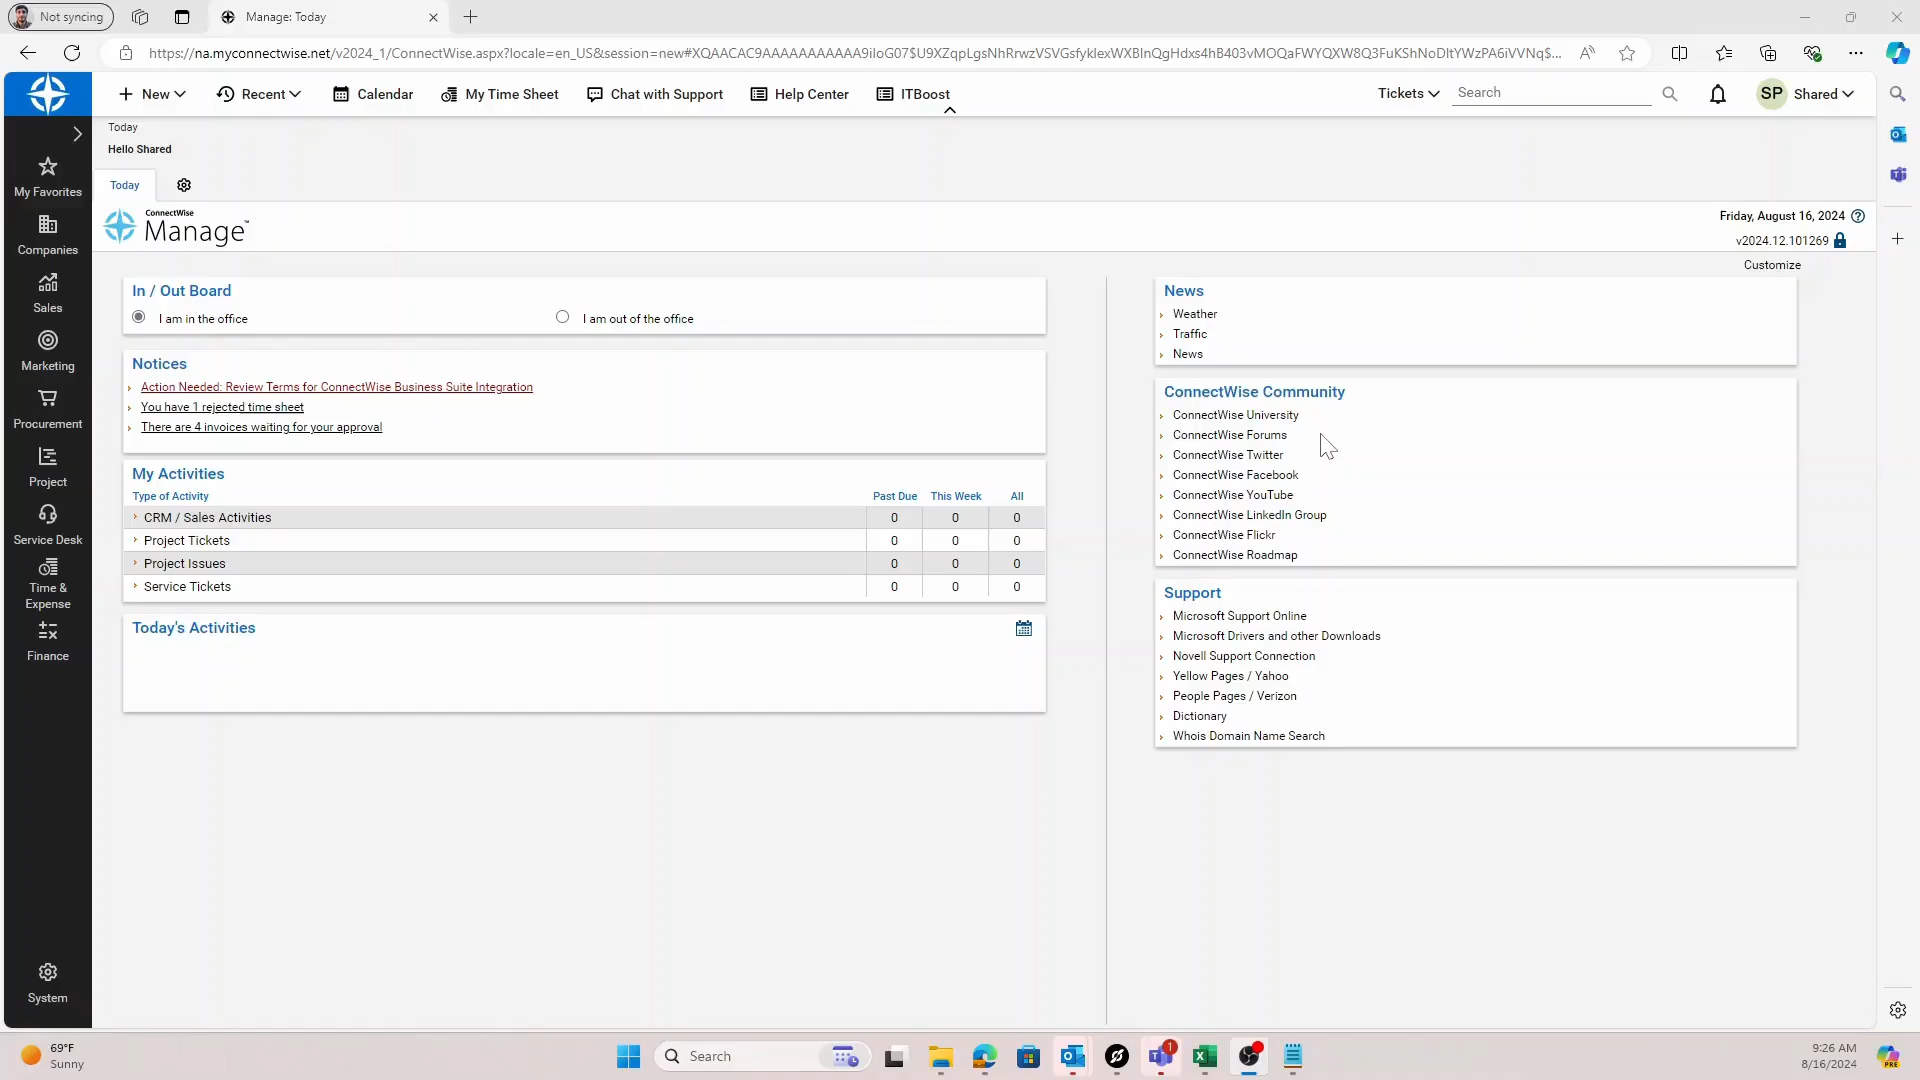 Not syncing
Manage: Today
https://na.myconnectwise.net/v2024_1/ConnectWise.aspx?locale=en_US&session=new#XQAACAC9AAAAAAAAAAA9iIoG07$U9XZqpLgsNhRrwzVSVGsfyklexWXBlnQgHdxs4hB403vMOQaFWYQXW8Q3FuKShNoDltYWzPA6iVVNq$...
New
Recent
Calendar
My Time Sheet
Chat with Support
Help Center
ITBoost
Tickets
Search
SP
Shared
Today
Hello Shared
Today
ConnectWise
Manage™
Friday, August 16, 2024
v2024.12.101269
Customize
My Favorites
Companies
Sales
Marketing
Procurement
Project
Service Desk
Time &
Expense
Finance
System
In / Out Board
I am in the office
I am out of the office
Notices
Action Needed: Review Terms for ConnectWise Business Suite Integration
You have 1 rejected time sheet
There are 4 invoices waiting for your approval
My Activities
Type of Activity Past Due This Week All
CRM / Sales Activities 0 0 0
Project Tickets 0 0 0
Project Issues 0 0 0
Service Tickets 0 0 0
Today's Activities
News
Weather
Traffic
News
ConnectWise Community
ConnectWise University
ConnectWise Forums
ConnectWise Twitter
ConnectWise Facebook
ConnectWise YouTube
ConnectWise LinkedIn Group
ConnectWise Flickr
ConnectWise Roadmap
Support
Microsoft Support Online
Microsoft Drivers and other Downloads
Novell Support Connection
Yellow Pages / Yahoo
People Pages / Verizon
Dictionary
Whois Domain Name Search
69°F
Sunny
Search
1
9:26 AM
8/16/2024
PRE